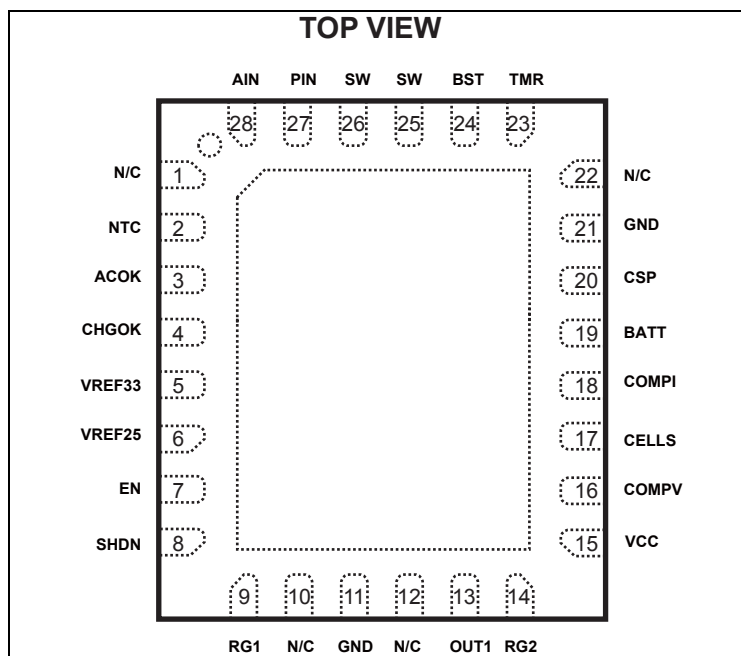 TOP VIEW
AIN PIN SW SW BST TMR
28 27 26 25 24 23
N/C 1 22 N/C
NTC 2 21 GND
ACOK 3 20 CSP
CHGOK 4 19 BATT
VREF33 5 18 COMPI
VREF25 6 17 CELLS
EN 7 16 COMPV
SHDN 8 15 VCC
9 10 11 12 13 14
RG1 N/C GND N/C OUT1 RG2